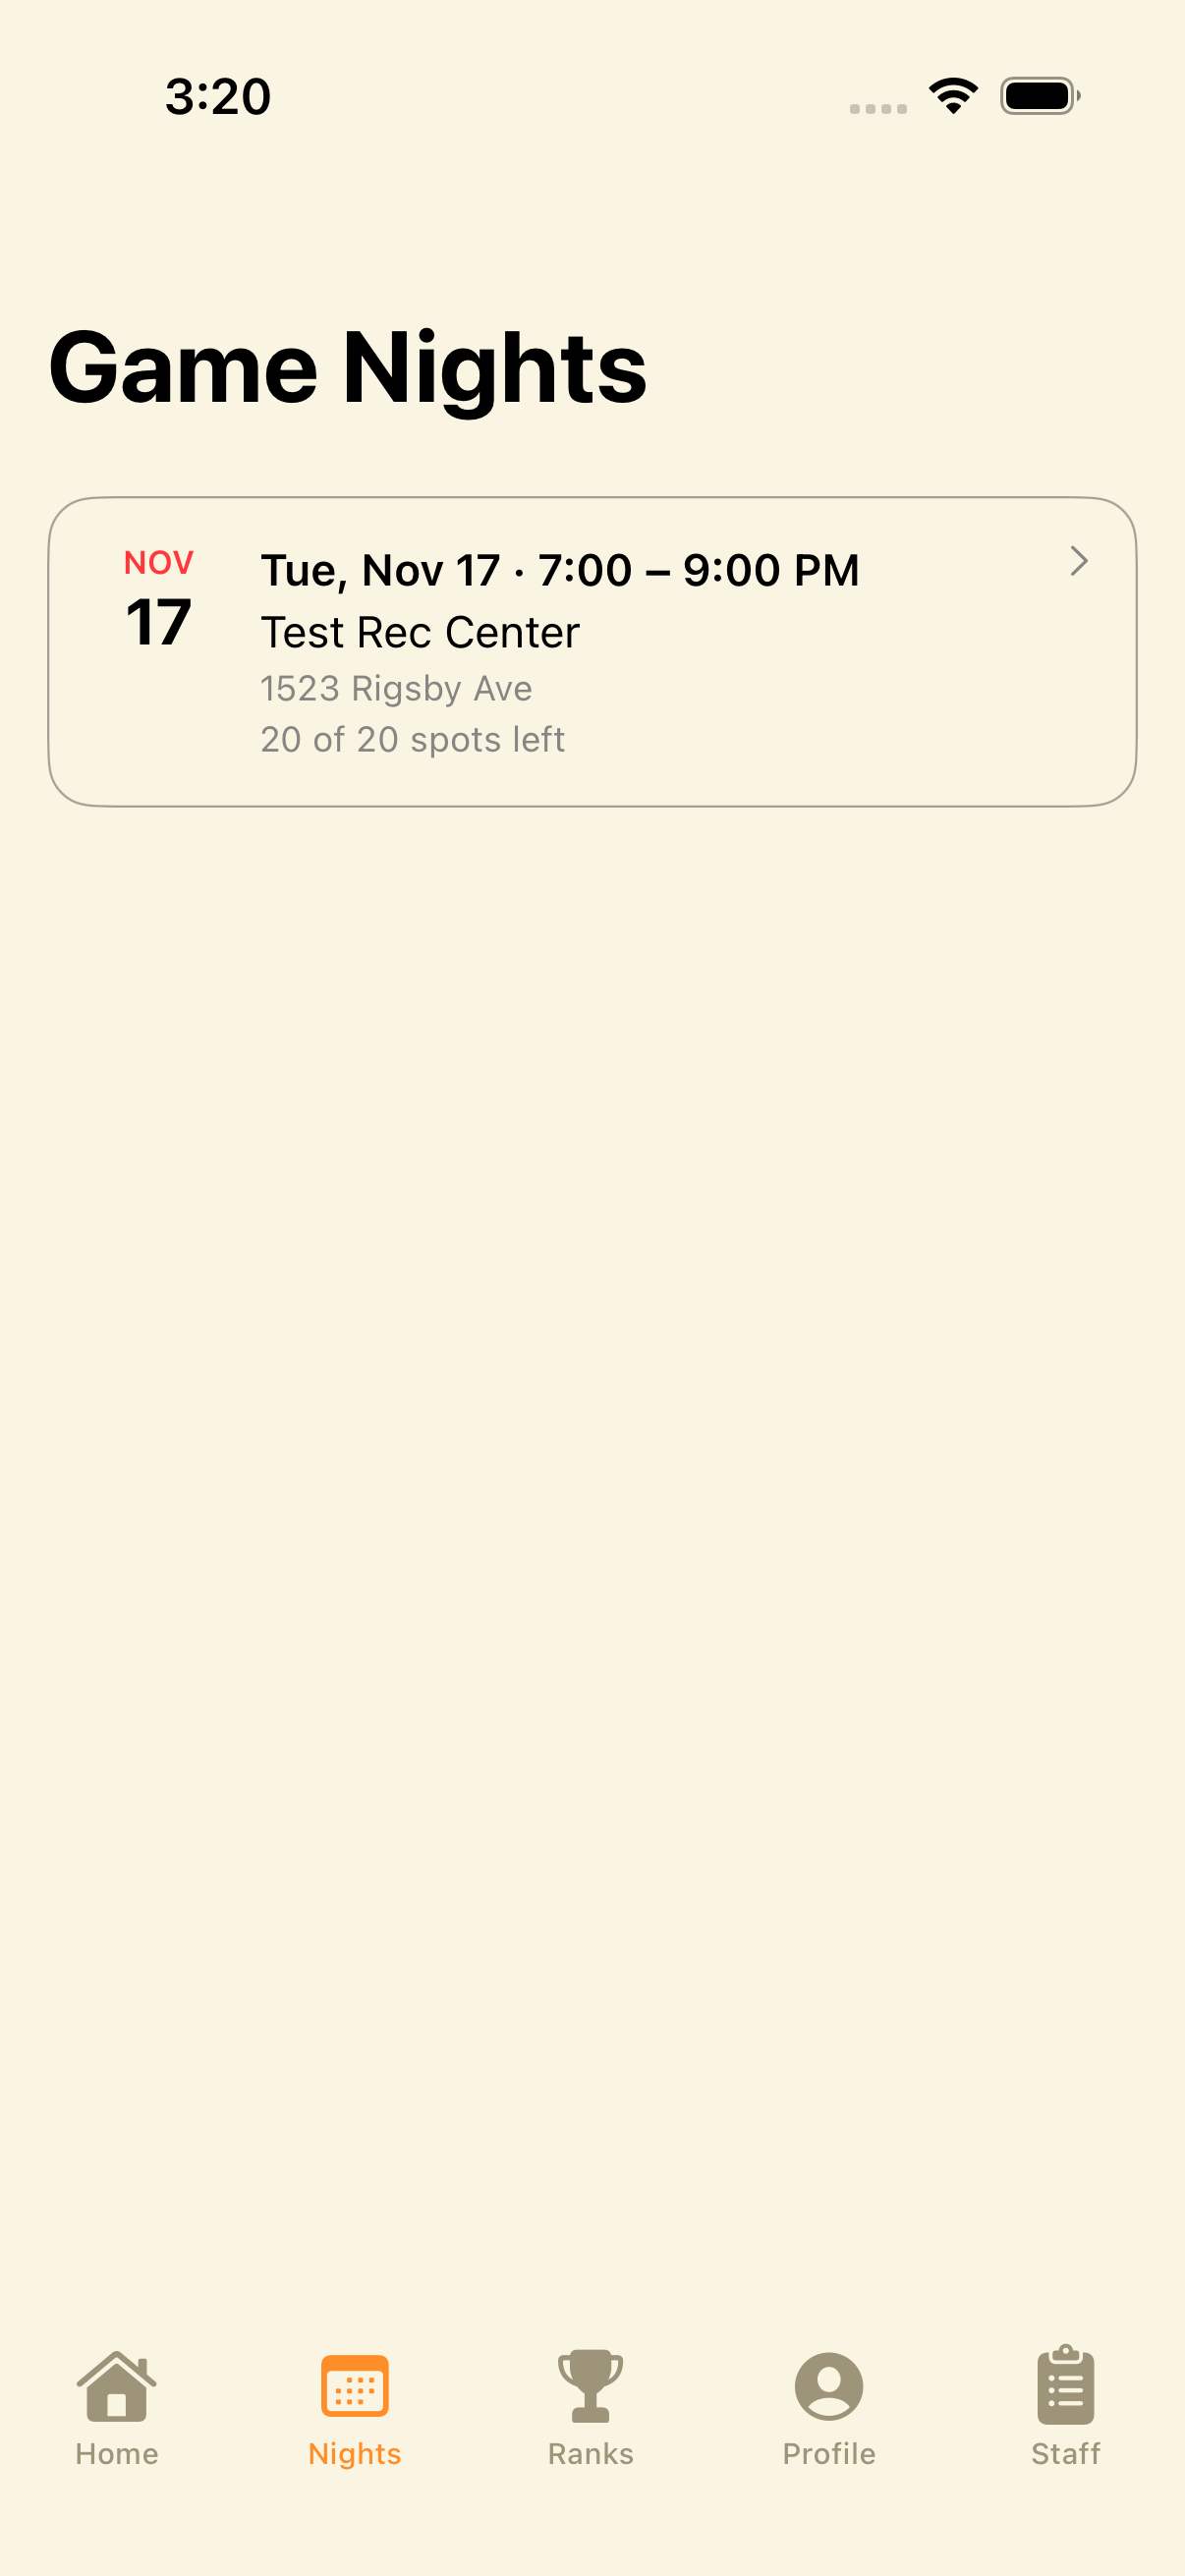 3:20
Game Nights
NOV
17
Tue, Nov 17 · 7:00 – 9:00 PM
Test Rec Center
1523 Rigsby Ave
20 of 20 spots left
Home
Nights
Ranks
Profile
Staff